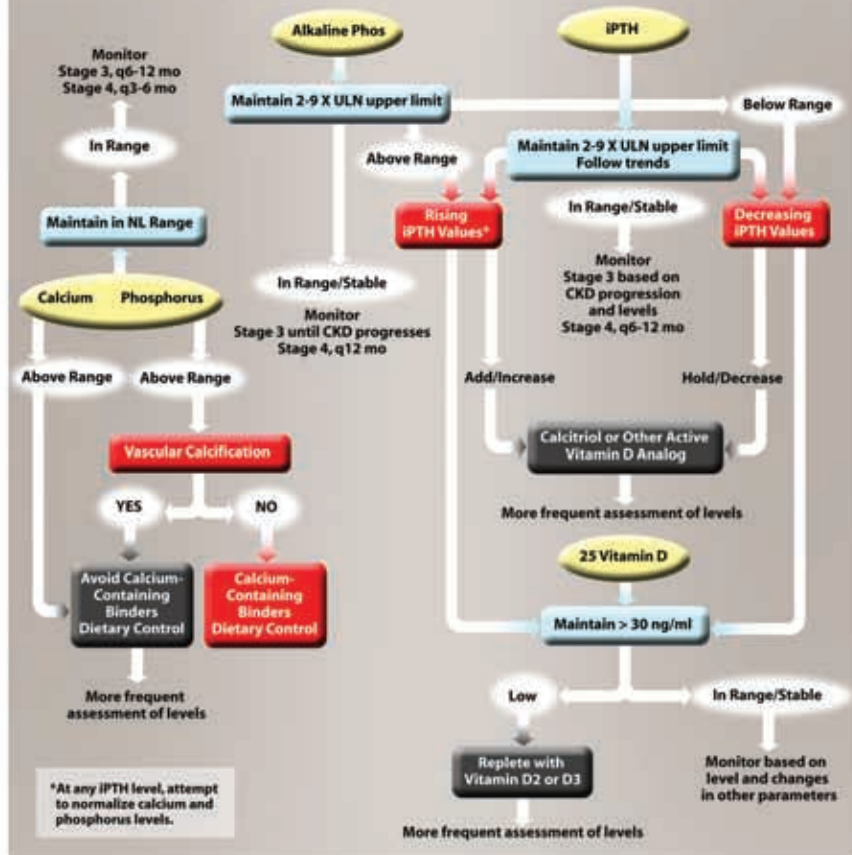 Alkaline Phos
iPTH
Monitor
Stage 3, q6-12 mo
Stage 4, q3-6 mo
Maintain 2-9 X ULN upper limit
Below Range
In Range
Above Range
Maintain 2-9 X ULN upper limit
Follow trends
Maintain in NL Range
Rising
iPTH Values*
In Range/Stable
Decreasing
iPTH Values
Calcium
Phosphorus
In Range/Stable
Monitor
Stage 3 until CKD progresses
Stage 4, q12 mo
Monitor
Stage 3 based on
CKD progression
and levels
Stage 4, q6-12 mo
Above Range
Above Range
Add/Increase
Hold/Decrease
Vascular Calcification
Calcitriol or Other Active
Vitamin D Analog
YES
NO
More frequent assessment of levels
Avoid Calcium-
Containing
Binders
Dietary Control
Calcium-
Containing
Binders
Dietary Control
25 Vitamin D
Maintain > 30 ng/ml
More frequent
assessment of levels
Low
In Range/Stable
Replete with
Vitamin D2 or D3
Monitor based on
level and changes
in other parameters
*At any iPTH level, attempt
to normalize calcium and
phosphorus levels.
More frequent assessment of levels